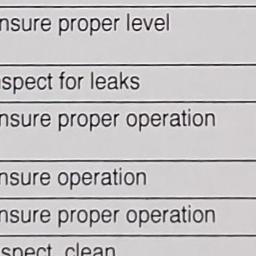 nsure proper level
spect for leaks
nsure proper operation
nsure operation
nsure proper operation
spect, clean